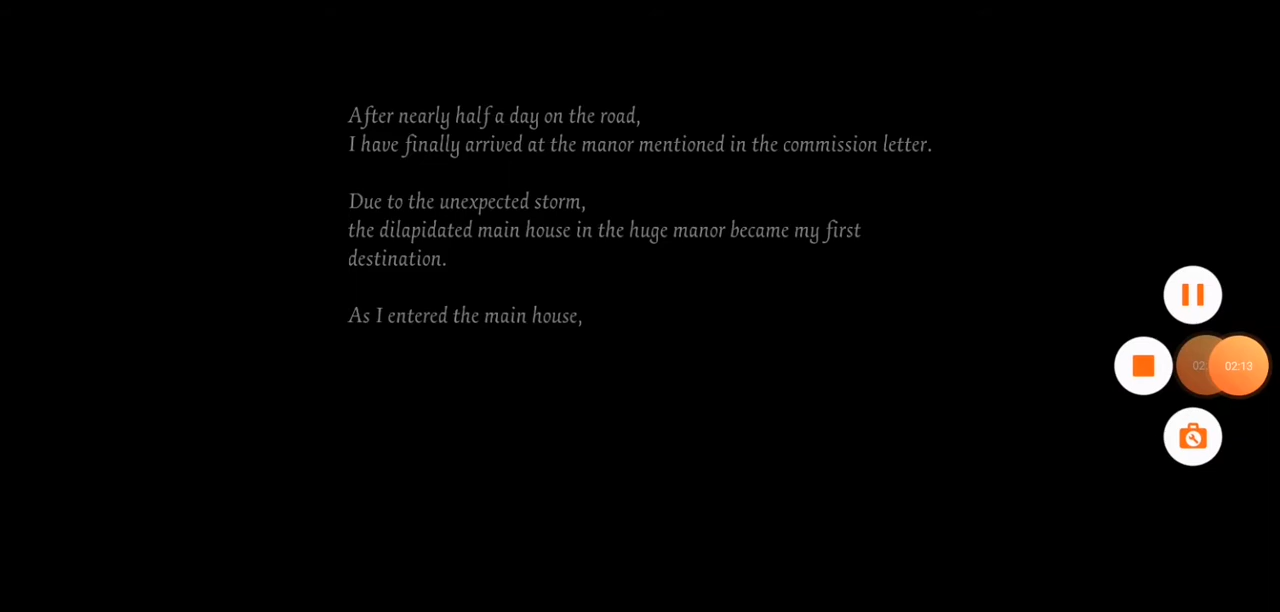 After nearly half a day on the road,
I have finally arrived at the manor mentioned in the commission letter.
Due to the unexpected storm,
the dilapidated main house in the huge manor became my first
destination.
As I entered the main house,
02:
02:13